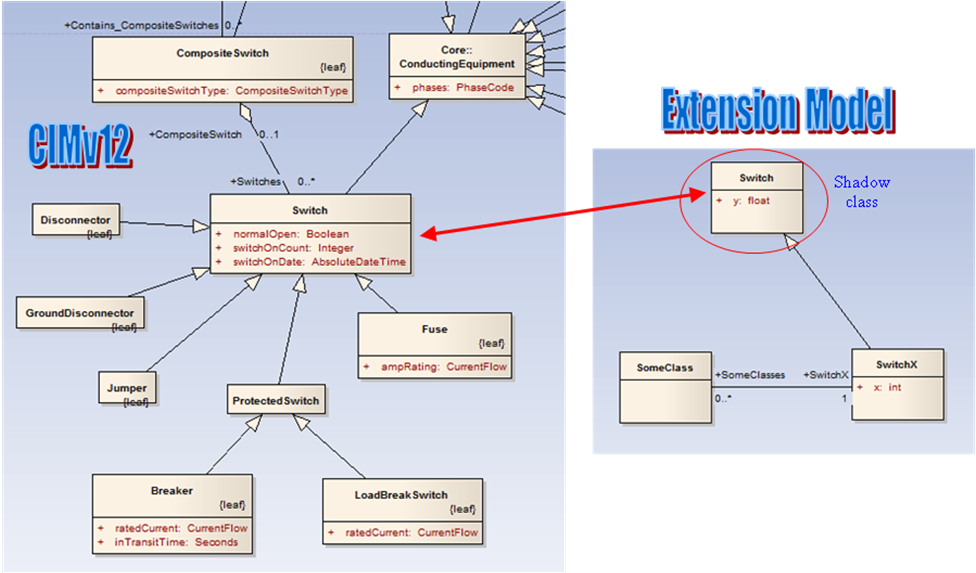 +Contains_CompositeSwitches 0..*
CompositeSwitch
{leaf}
+ compositeSwitchType: CompositeSwitchType
Core::
ConductingEquipment
+ phases: PhaseCode
+CompositeSwitch 0..1
CIMv12
+Switches 0..*
Switch
+ normalOpen: Boolean
+ switchOnCount: Integer
+ switchOnDate: AbsoluteDateTime
Disconnector
{leaf}
GroundDisconnector
{leaf}
Jumper
{leaf}
Fuse
{leaf}
+ ampRating: CurrentFlow
ProtectedSwitch
Breaker
{leaf}
+ ratedCurrent: CurrentFlow
+ inTransitTime: Seconds
LoadBreakSwitch
{leaf}
+ ratedCurrent: CurrentFlow
Extension Model
Switch
+ y: float
Shadow
class
SomeClass
+SomeClasses
0..*
+SwitchX
1
SwitchX
+ x: int